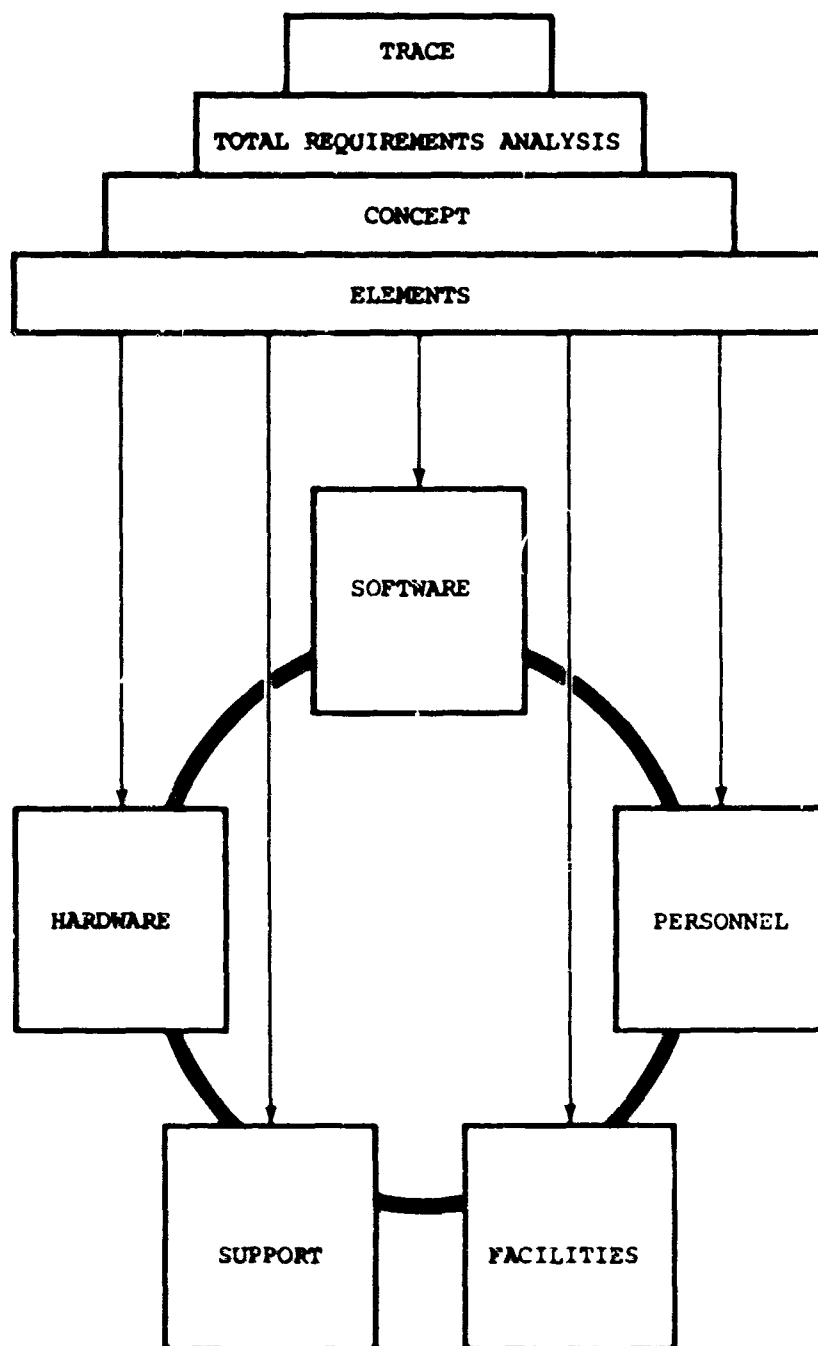 TRACE
TOTAL REQUIREMENTS ANALYSIS
CONCEPT
ELEMENTS
SOFTWARE
HARDWARE
PERSONNEL
SUPPORT
FACILITIES